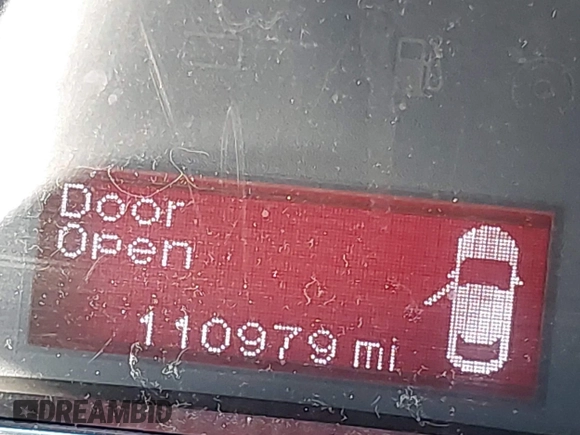 Door
Open
110979 mi
DREAMBID